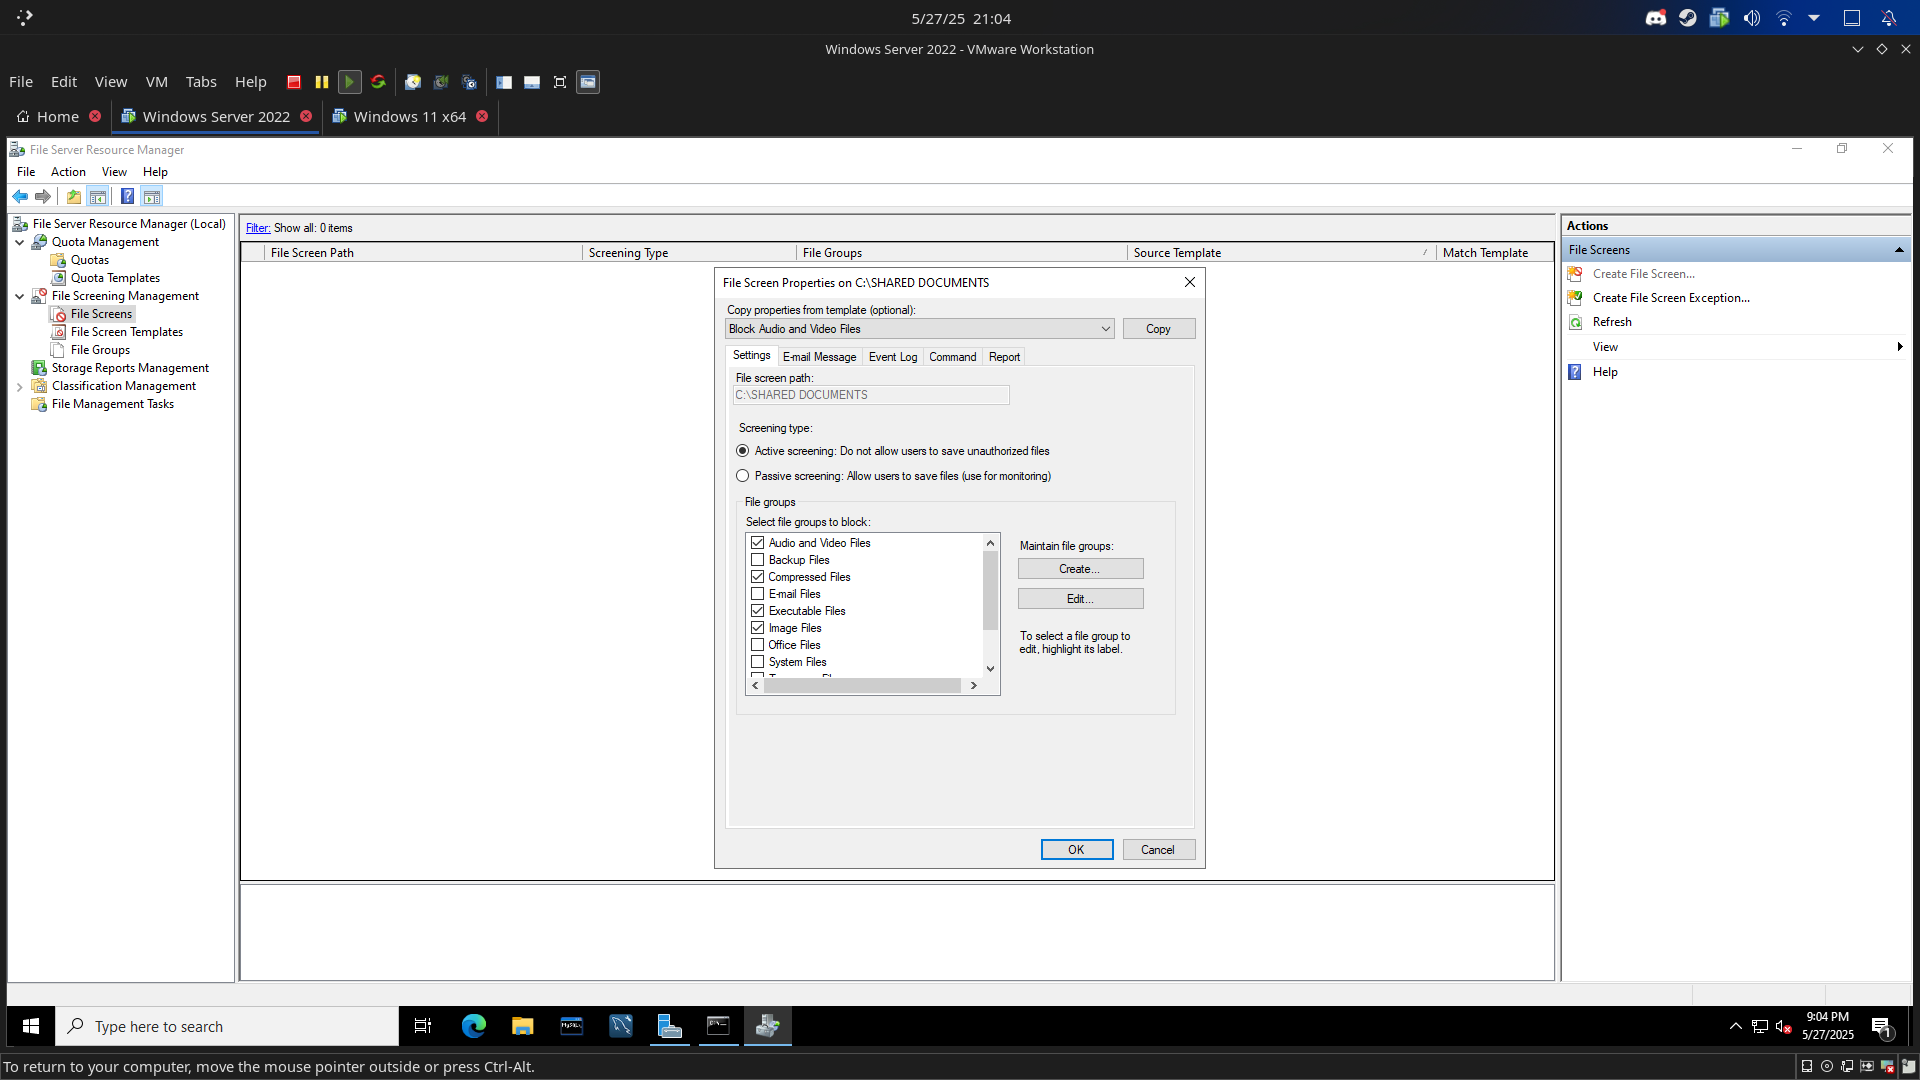 5/27/25 21:04
Windows Server 2022 - VMware Workstation
File Edit View VM Tabs Help
Home Windows Server 2022 Windows 11 x64
File Server Resource Manager
File Action View Help
File Server Resource Manager (Local)
Quota Management
Quotas
Quota Templates
File Screening Management
File Screens
File Screen Templates
File Groups
Storage Reports Management
Classification Management
File Management Tasks
Filter: Show all: 0 items
File Screen Path Screening Type File Groups Source Template / Match Template
File Screen Properties on C:\SHARED DOCUMENTS
Copy properties from template (optional):
Block Audio and Video Files Copy
Settings E-mail Message Event Log Command Report
File screen path:
C:\SHARED DOCUMENTS
Screening type:
Active screening: Do not allow users to save unauthorized files
Passive screening: Allow users to save files (use for monitoring)
File groups
Select file groups to block:
Audio and Video Files
Backup Files
Compressed Files
E-mail Files
Executable Files
Image Files
Office Files
System Files
Maintain file groups:
Create...
Edit...
To select a file group to
edit, highlight its label.
OK Cancel
Actions
File Screens
Create File Screen...
Create File Screen Exception...
Refresh
View
Help
Type here to search
MySQL
9:04 PM
5/27/2025
1
To return to your computer, move the mouse pointer outside or press Ctrl-Alt.